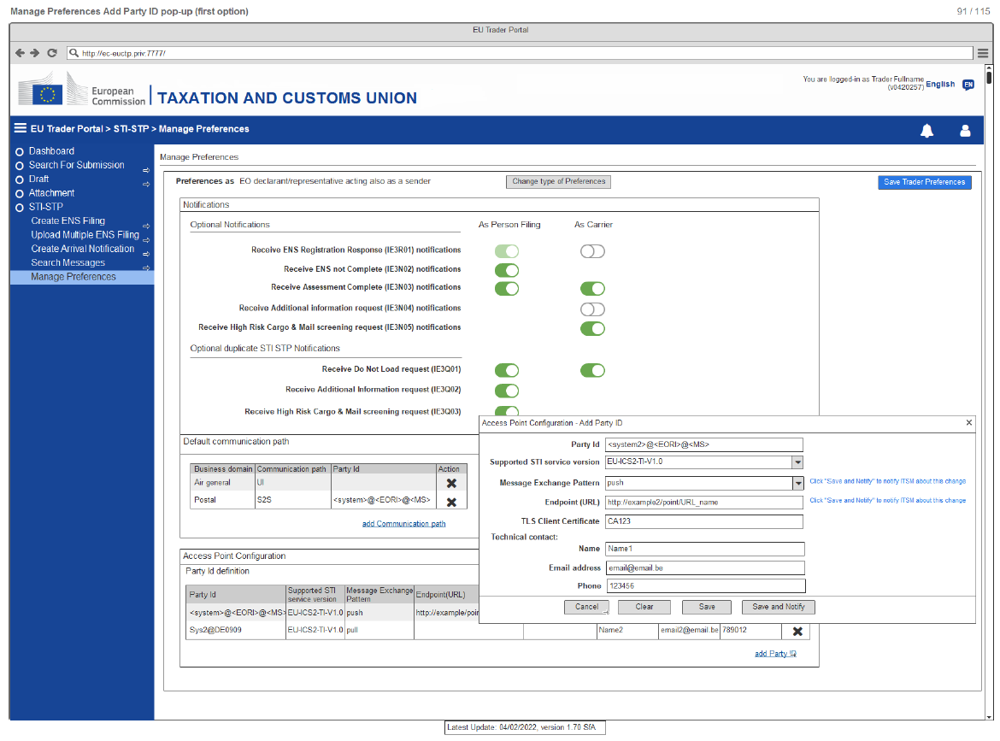 Manage Preferences Add Party ID pop-up (first option)
91 / 115
EU Trader Portal
http://ec-euctp.priv:7777/
European
Commission
TAXATION AND CUSTOMS UNION
You are logged-in as Trader Fullname
(v0420257)
English
EN
EU Trader Portal > STI-STP > Manage Preferences
Dashboard
Search For Submission
Draft
Attachment
STI-STP
Create ENS Filing
Upload Multiple ENS Filing
Create Arrival Notification
Search Messages
Manage Preferences
Manage Preferences
Preferences as EO declarant/representative acting also as a sender
Change type of Preferences
Save Trader Preferences
Notifications
Optional Notifications
As Person Filing
As Carrier
Receive ENS Registration Response (IE3R01) notifications
Receive ENS not Complete (IE3N02) notifications
Receive Assessment Complete (IE3N03) notifications
Receive Additional information request (IE3N04) notifications
Receive High Risk Cargo & Mail screening request (IE3N05) notifications
Optional duplicate STI STP Notifications
Receive Do Not Load request (IE3Q01)
Receive Additional Information request (IE3Q02)
Receive High Risk Cargo & Mail screening request (IE3Q03)
Default communication path
Business domain Communication path Party Id Action
Air general UI
Postal S2S <system>@<EORI>@<MS>
add Communication path
Access Point Configuration - Add Party ID
Party Id <system2>@<EORI>@<MS>
Supported STI service version EU-ICS2-TI-V1.0
Message Exchange Pattern push
Click "Save and Notify" to notify ITSM about this change
Endpoint (URL) http://example2/point/URL_name
Click "Save and Notify" to notify ITSM about this change
TLS Client Certificate CA123
Technical contact:
Name Name1
Email address email@email.be
Phone 123456
Cancel Clear Save Save and Notify
Access Point Configuration
Party Id definition
Party Id
Supported STI
service version
Message Exchange
Pattern
Endpoint(URL)
<system>@<EORI>@<MS> EU-ICS2-TI-V1.0 push http://example/poin
Sys2@DE0909 EU-ICS2-TI-V1.0 pull Name2 email2@email.be 789012
add Party
Latest Update: 04/02/2022, version 1.70 SfA